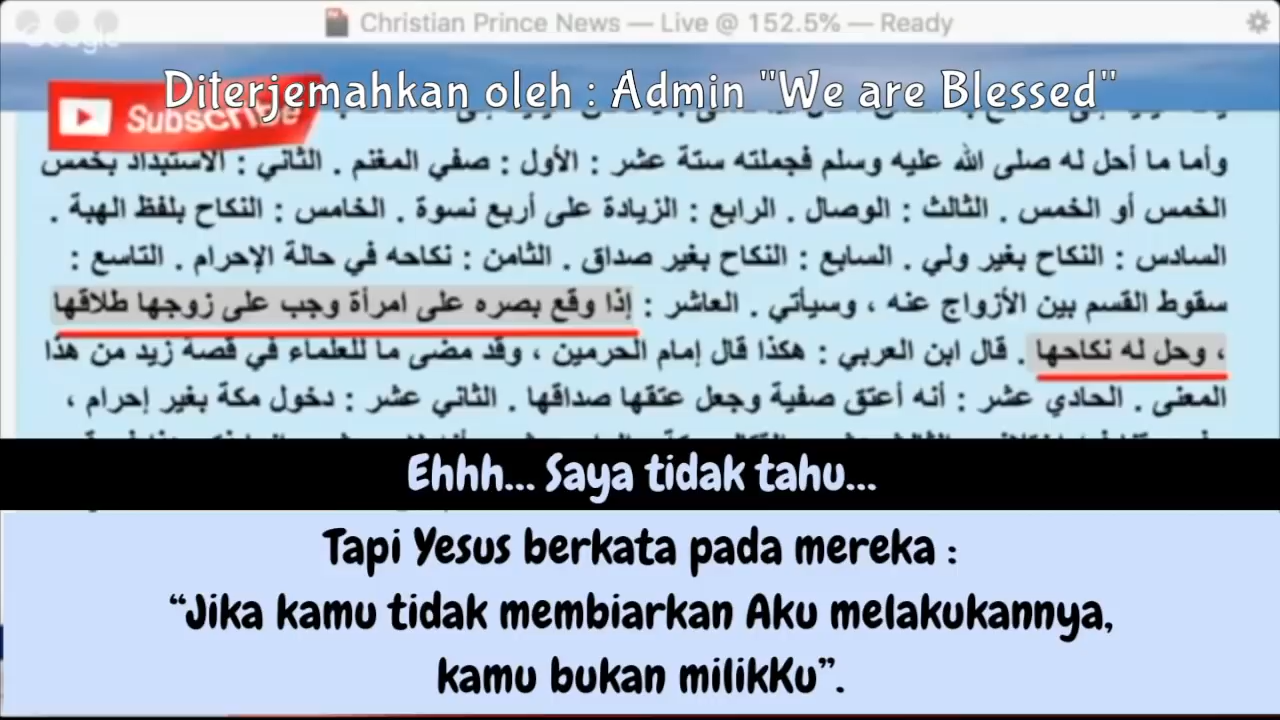 Christian Prince News — Live @ 152.5% — Ready
Google
Diterjemahkan oleh : Admin "We are Blessed"
Subscribe
وأما ما أحل له صلى الله عليه وسلم فجملته ستة عشر : الأول : صفي المغنم . الثاني : الاستبداد بخمس
الخمس أو الخمس . الثالث : الوصال . الرابع : الزيادة على أربع نسوة . الخامس : النكاح بلفظ الهبة .
السادس : النكاح بغير ولي . السابع : النكاح بغير صداق . الثامن : نكاحه في حالة الإحرام . التاسع :
سقوط القسم بين الأزواج عنه ، وسيأتي . العاشر : إذا وقع بصره على امرأة وجب على زوجها طلاقها
، وحل له نكاحها . قال ابن العربي : هكذا قال إمام الحرمين ، وقد مضى ما للعلماء في قصة زيد من هذا
المعنى . الحادي عشر : أنه أعتق صفية وجعل عتقها صداقها . الثاني عشر : دخول مكة بغير إحرام ،
Ehhh... Saya tidak tahu...
Tapi Yesus berkata pada mereka :
“Jika kamu tidak membiarkan Aku melakukannya,
kamu bukan milikKu”.